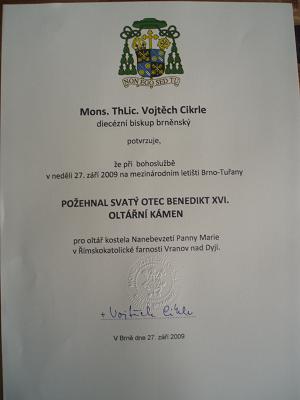 NON EGO SED TU
Mons. ThLic. Vojtěch Cikrle
diecézní biskup brněnský
potvrzuje,
že při bohoslužbě
v neděli 27. září 2009 na mezinárodním letišti Brno-Tuřany
POŽEHNAL SVATÝ OTEC BENEDIKT XVI.
OLTÁŘNÍ KÁMEN
pro oltář kostela Nanebevzetí Panny Marie
v Římskokatolické farnosti Vranov nad Dyjí.
+ Vojtěch Cikrle
V Brně dne 27. září 2009